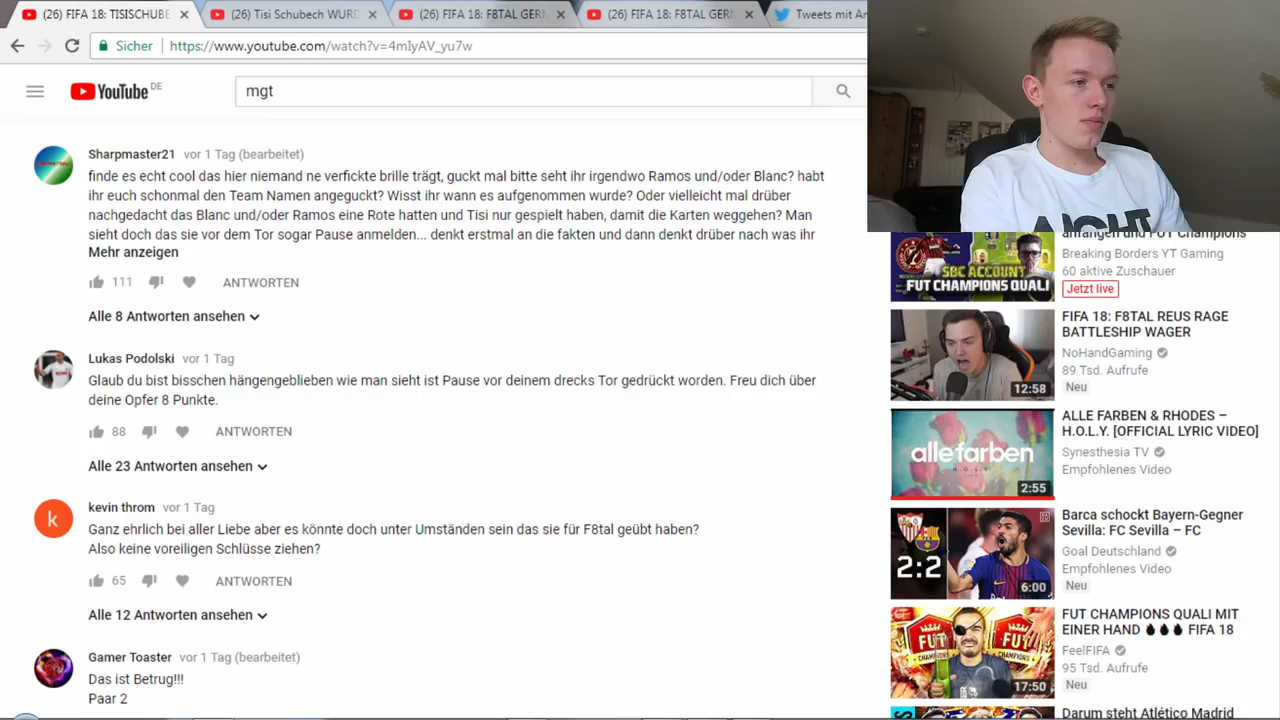 (26) FIFA 18: TISISCHUBE
(26) Tisi Schubech WURD
(26) FIFA 18: F8TAL GERM
(26) FIFA 18: F8TAL GERM
Tweets mit An
Sicher
https://www.youtube.com/watch?v=4mIyAV_yu7w
YouTube DE
mgt
Sharpmaster21 vor 1 Tag (bearbeitet)
finde es echt cool das hier niemand ne verfickte brille trägt, guckt mal bitte seht ihr irgendwo Ramos und/oder Blanc? habt
ihr euch schonmal den Team Namen angeguckt? Wisst ihr wann es aufgenommen wurde? Oder vielleicht mal drüber
nachgedacht das Blanc und/oder Ramos eine Rote hatten und Tisi nur gespielt haben, damit die Karten weggehen? Man
sieht doch das sie vor dem Tor sogar Pause anmelden... denkt erstmal an die fakten und dann denkt drüber nach was ihr
Mehr anzeigen
111 ANTWORTEN
Alle 8 Antworten ansehen
Lukas Podolski vor 1 Tag
Glaub du bist bisschen hängengeblieben wie man sieht ist Pause vor deinem drecks Tor gedrückt worden. Freu dich über
deine Opfer 8 Punkte.
88 ANTWORTEN
Alle 23 Antworten ansehen
k
kevin throm vor 1 Tag
Ganz ehrlich bei aller Liebe aber es könnte doch unter Umständen sein das sie für F8tal geübt haben?
Also keine voreiligen Schlüsse ziehen?
65 ANTWORTEN
Alle 12 Antworten ansehen
Gamer Toaster vor 1 Tag (bearbeitet)
Das ist Betrug!!!
Paar 2
anfangen und FUT Champions
Breaking Borders YT Gaming
60 aktive Zuschauer
Jetzt live
SBC ACCOUNT
FUT CHAMPIONS QUALI
FIFA 18: F8TAL REUS RAGE
BATTLESHIP WAGER
NoHandGaming
89 Tsd. Aufrufe
Neu
12:58
ALLE FARBEN & RHODES –
H.O.L.Y. [OFFICIAL LYRIC VIDEO]
Synesthesia TV
Empfohlenes Video
alle farben
H.O.L.Y.
2:55
Barca schockt Bayern-Gegner
Sevilla: FC Sevilla – FC
Goal Deutschland
Empfohlenes Video
Neu
2:2
6:00
FUT CHAMPIONS QUALI MIT
EINER HAND 🔥🔥🔥 FIFA 18
FeelFIFA
95 Tsd. Aufrufe
Neu
FUT
CHAMPIONS
FUT
CHAMPIONS
17:50
Darum steht Atlético Madrid